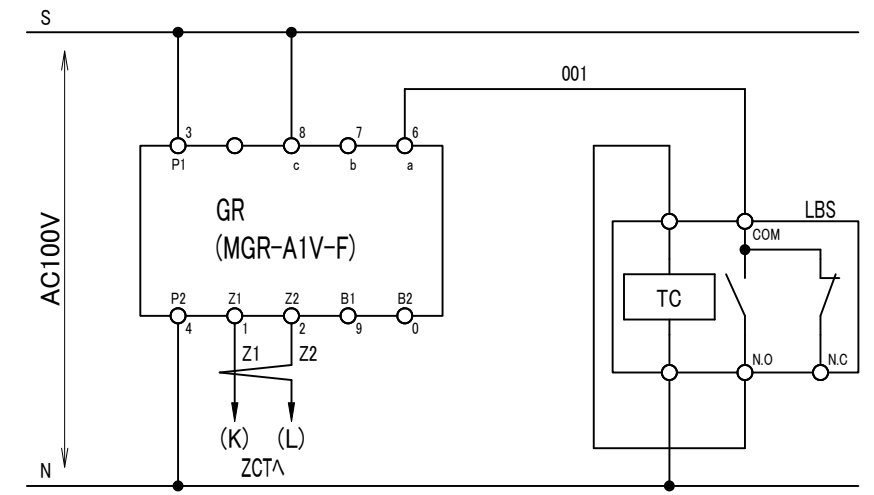 S
001
3
8
7
6
P1
c
b
a
GR
(MGR-A1V-F)
AC100V
LBS
COM
TC
P2
Z1
Z2
B1
B2
4
1
2
9
0
Z1
Z2
N.O
N.C
(K)
(L)
ZCTへ
N